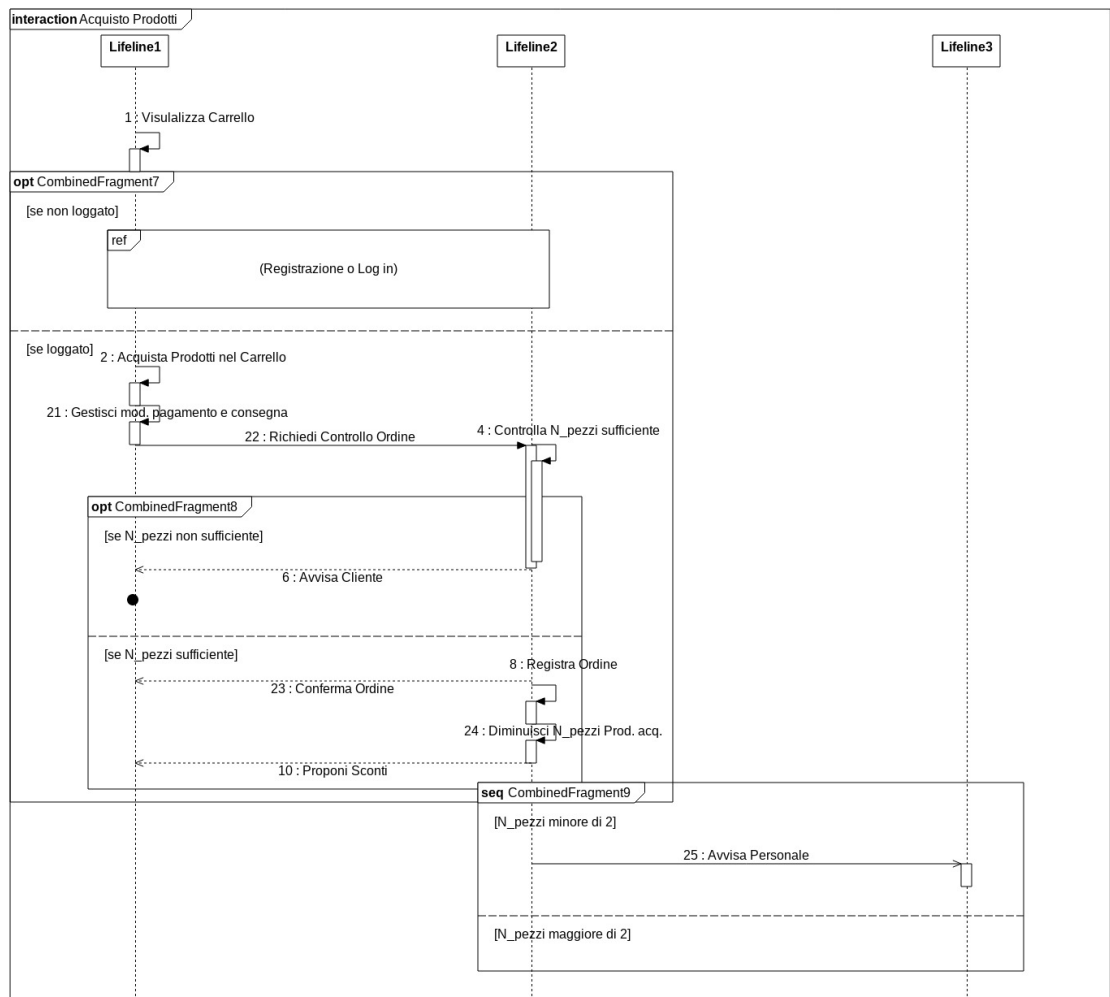 interaction Acquisto Prodotti
Lifeline1
Lifeline2
Lifeline3
1 : Visulalizza Carrello
opt CombinedFragment7
[se non loggato]
ref
(Registrazione o Log in)
[se loggato]
2 : Acquista Prodotti nel Carrello
21 : Gestisci mod. pagamento e consegna
22 : Richiedi Controllo Ordine
4 : Controlla N_pezzi sufficiente
opt CombinedFragment8
[se N_pezzi non sufficiente]
6 : Avvisa Cliente
[se N_pezzi sufficiente]
8 : Registra Ordine
23 : Conferma Ordine
24 : Diminuisci N_pezzi Prod. acq.
10 : Proponi Sconti
seq CombinedFragment9
[N_pezzi minore di 2]
25 : Avvisa Personale
[N_pezzi maggiore di 2]